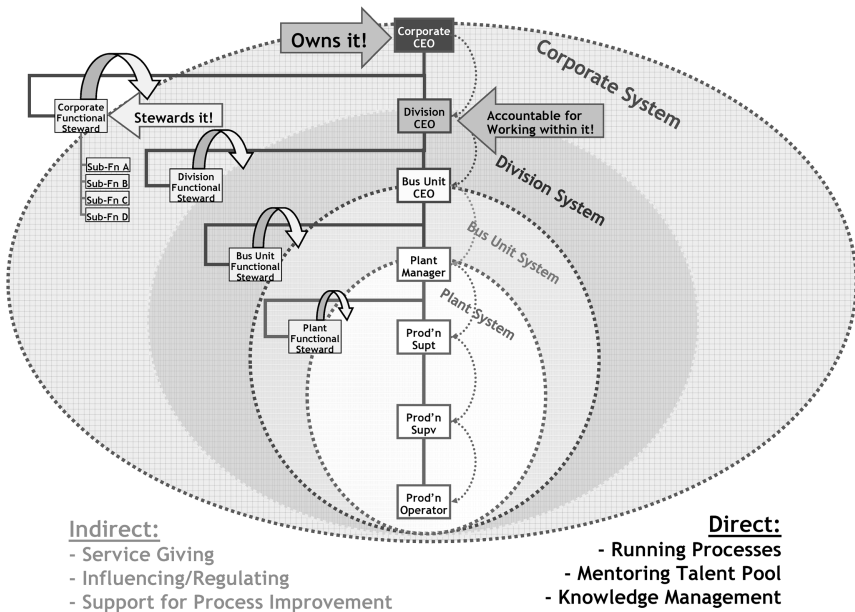 Owns it!
Corporate
CEO
Corporate System
Corporate
Functional
Steward
Stewards it!
Division
CEO
Accountable for
Working within it!
Sub-Fn A
Sub-Fn B
Sub-Fn C
Sub-Fn D
Division
Functional
Steward
Bus Unit
CEO
Division System
Bus Unit
Functional
Steward
Plant
Manager
Bus Unit System
Plant
Functional
Steward
Prod'n
Supt
Plant System
Prod'n
Supv
Prod'n
Operator
Indirect:
- Service Giving
- Influencing/Regulating
- Support for Process Improvement
Direct:
- Running Processes
- Mentoring Talent Pool
- Knowledge Management